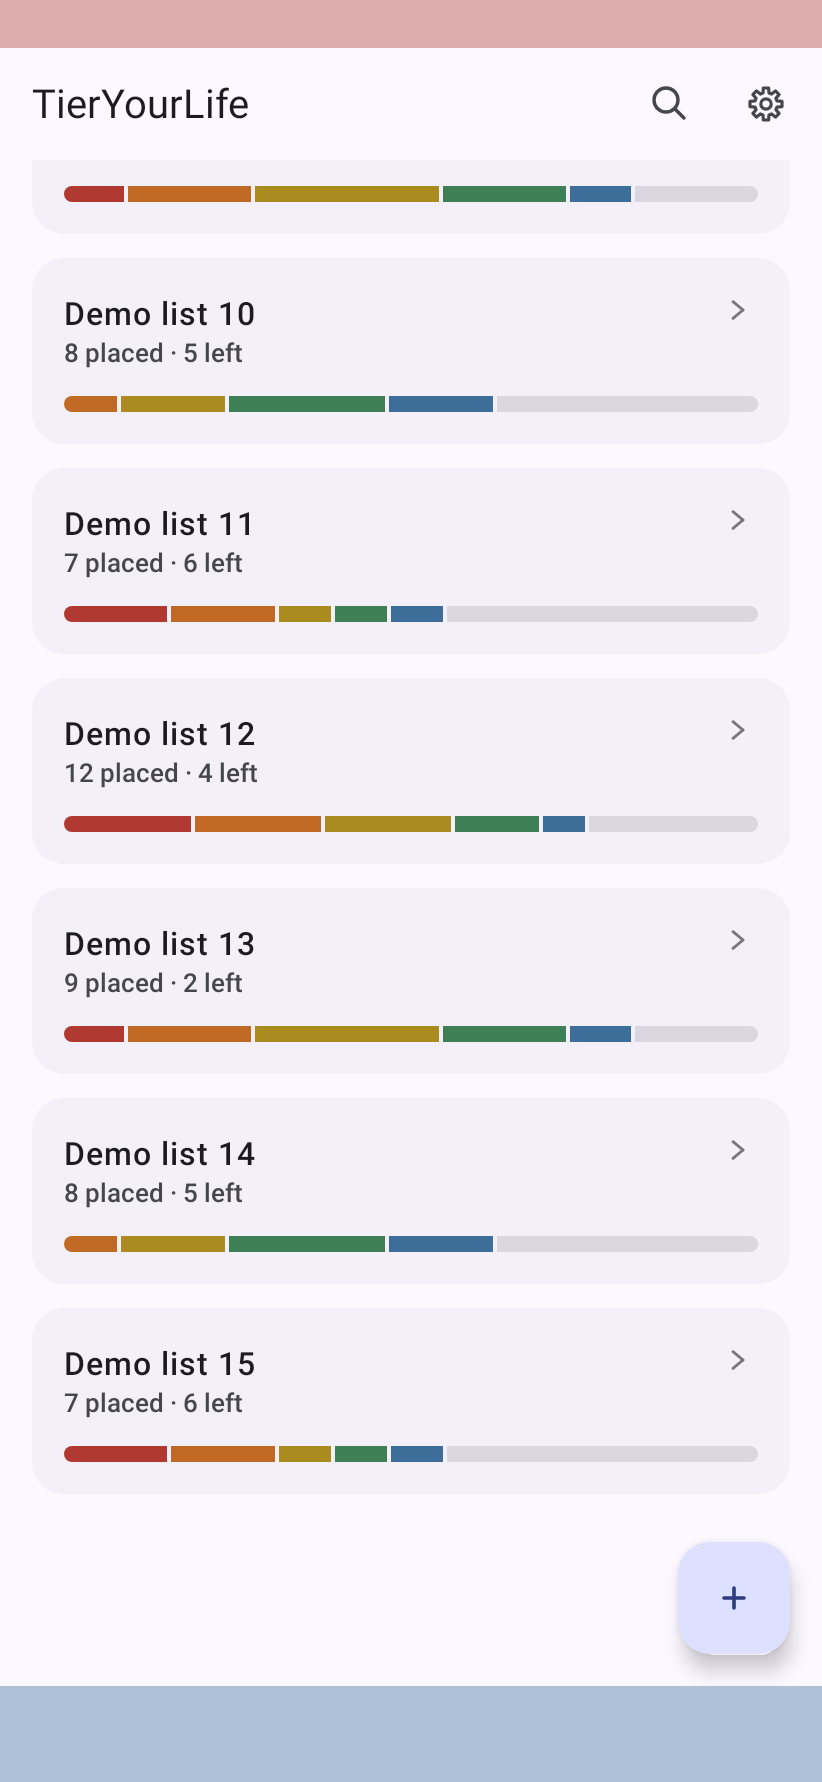 TierYourLife
Demo list 10
8 placed · 5 left
Demo list 11
7 placed · 6 left
Demo list 12
12 placed · 4 left
Demo list 13
9 placed · 2 left
Demo list 14
8 placed · 5 left
Demo list 15
7 placed · 6 left